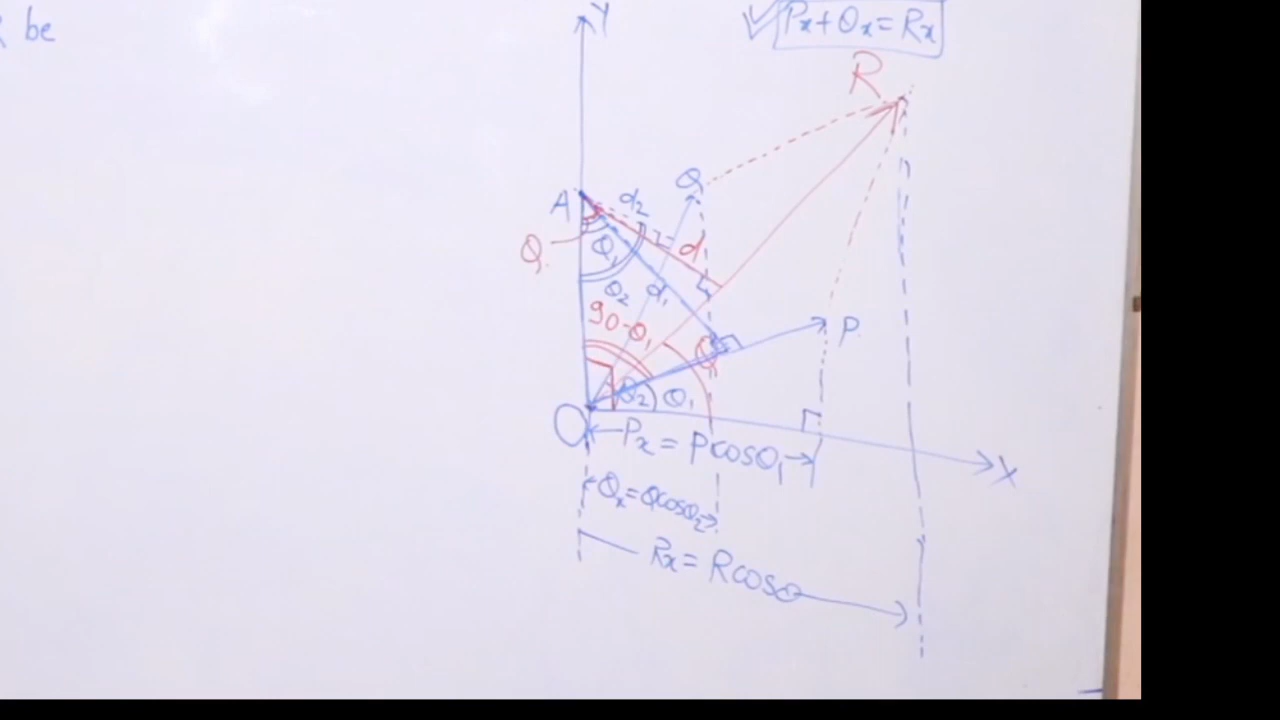 be
Y
Px+Qx=Rx
R
Q
A
d2
θ
θ1
d
θ2
d1
90-θ1
P
θ2
θ1
O
Px = Pcosθ1
X
Qx=Qcosθ2
Rx = Rcosθ